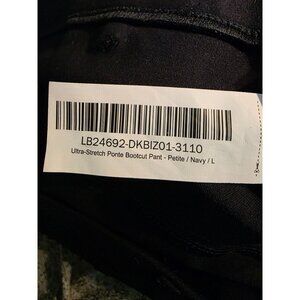 LB24692-DKBIZ01-3110
Ultra-Stretch Ponte Bootcut Pant - Petite / Navy / L